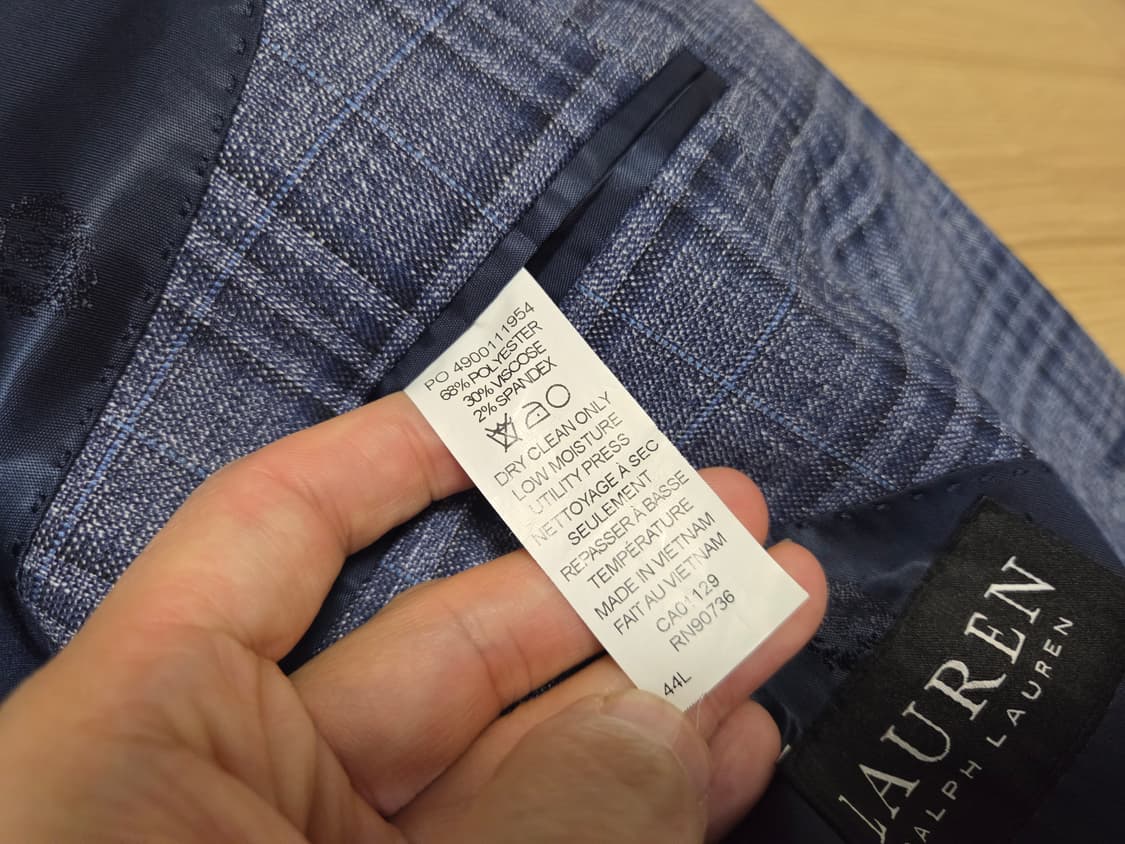 PO 4900111954
68% POLYESTER
30% VISCOSE
2% SPANDEX
DRY CLEAN ONLY
LOW MOISTURE
UTILITY PRESS
NETTOYAGE À SEC
SEULEMENT
REPASSER À BASSE
TEMPÉRATURE
MADE IN VIETNAM
FAIT AU VIETNAM
CA01129
RN90736
44L
LAUREN
RALPH LAUREN